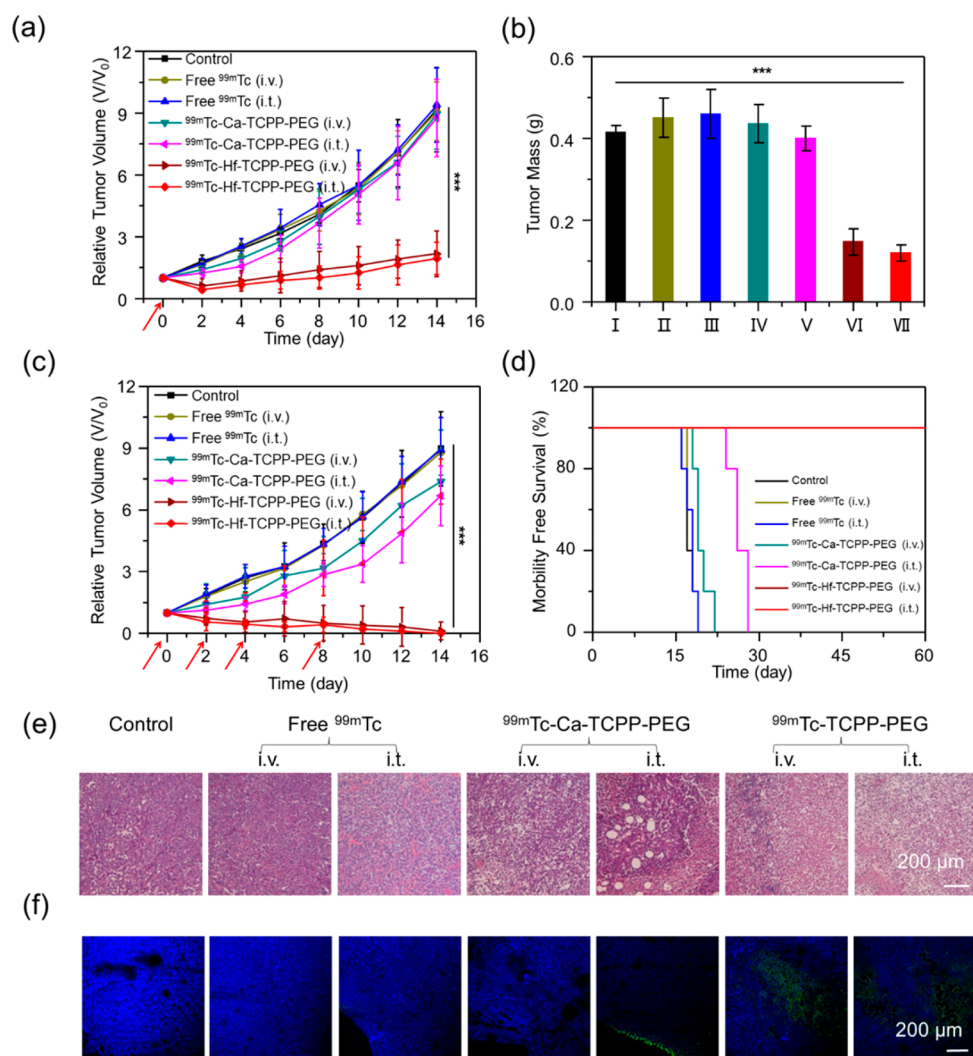 (a)
Relative Tumor Volume (V/V₀)
12
9
6
3
0
Control
Free ⁹⁹ᵐTc (i.v.)
Free ⁹⁹ᵐTc (i.t.)
⁹⁹ᵐTc-Ca-TCPP-PEG (i.v.)
⁹⁹ᵐTc-Ca-TCPP-PEG (i.t.)
⁹⁹ᵐTc-Hf-TCPP-PEG (i.v.)
⁹⁹ᵐTc-Hf-TCPP-PEG (i.t.)
***
0 2 4 6 8 10 12 14 16
Time (day)
(b)
Tumor Mass (g)
0.6
0.4
0.2
0.0
***
I II III IV V VI VII
(c)
Relative Tumor Volume (V/V₀)
12
9
6
3
0
Control
Free ⁹⁹ᵐTc (i.v.)
Free ⁹⁹ᵐTc (i.t.)
⁹⁹ᵐTc-Ca-TCPP-PEG (i.v.)
⁹⁹ᵐTc-Ca-TCPP-PEG (i.t.)
⁹⁹ᵐTc-Hf-TCPP-PEG (i.v.)
⁹⁹ᵐTc-Hf-TCPP-PEG (i.t.)
***
0 2 4 6 8 10 12 14 16
Time (day)
(d)
Morbility Free Survival (%)
120
80
40
0
Control
Free ⁹⁹ᵐTc (i.v.)
Free ⁹⁹ᵐTc (i.t.)
⁹⁹ᵐTc-Ca-TCPP-PEG (i.v.)
⁹⁹ᵐTc-Ca-TCPP-PEG (i.t.)
⁹⁹ᵐTc-Hf-TCPP-PEG (i.v.)
⁹⁹ᵐTc-Hf-TCPP-PEG (i.t.)
0 15 30 45 60
Time (day)
(e)
Control Free ⁹⁹ᵐTc ⁹⁹ᵐTc-Ca-TCPP-PEG ⁹⁹ᵐTc-TCPP-PEG
i.v. i.t. i.v. i.t. i.v. i.t.
200 μm
(f)
200 μm